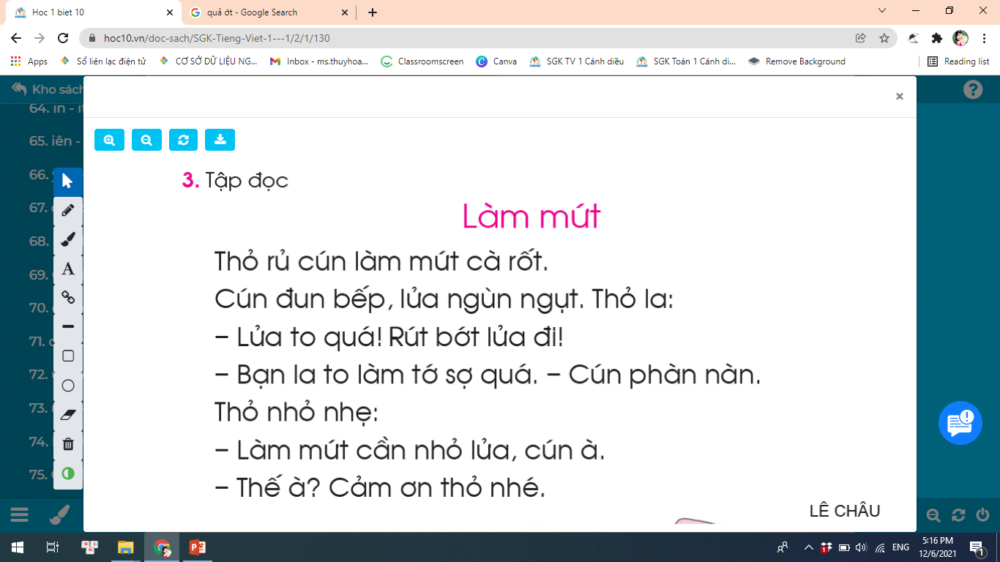 Hoc 1 biet 10
quả ớt - Google Search
hoc10.vn/doc-sach/SGK-Tieng-Viet-1---1/2/1/130
Apps
Sổ liên lạc điện tử
CƠ SỞ DỮ LIỆU NG...
Inbox - ms.thuyhoa...
Classroomscreen
Canva
SGK TV 1 Cánh diều
SGK Toán 1 Cánh di...
Remove Background
Reading list
Kho sách
64. in - it
65. iên -
66.
67.
68.
69.
70.
71.
72.
73.
74.
75.
A
3. Tập đọc
Làm mứt
Thỏ rủ cún làm mứt cà rốt.
Cún đun bếp, lửa ngùn ngụt. Thỏ la:
– Lửa to quá! Rút bớt lửa đi!
– Bạn la to làm tớ sợ quá. – Cún phàn nàn.
Thỏ nhỏ nhẹ:
– Làm mứt cần nhỏ lửa, cún à.
– Thế à? Cảm ơn thỏ nhé.
LÊ CHÂU
ENG
5:16 PM
12/6/2021